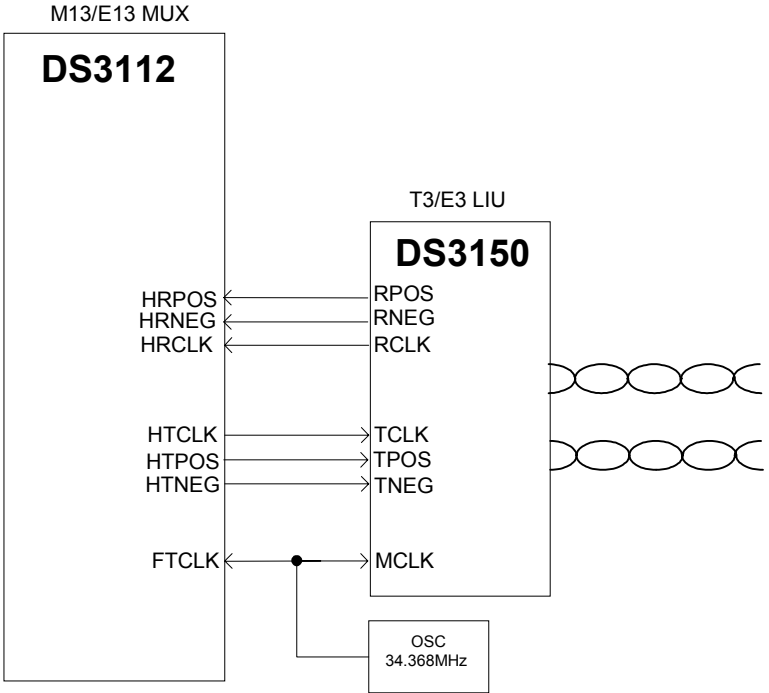 M13/E13 MUX
DS3112
T3/E3 LIU
DS3150
HRPOS
RPOS
HRNEG
RNEG
HRCLK
RCLK
HTCLK
TCLK
HTPOS
TPOS
HTNEG
TNEG
FTCLK
MCLK
OSC
34.368MHz